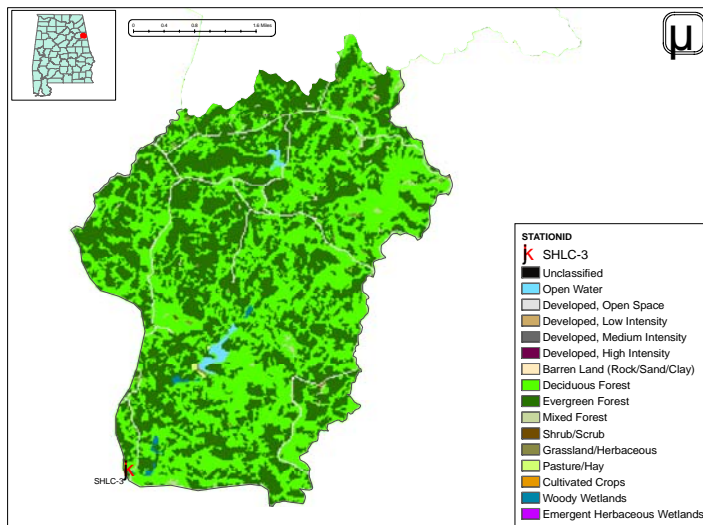 0 0.4 0.8 1.6 Miles
µ
SHLC-3
STATIONID
SHLC-3
Unclassified
Open Water
Developed, Open Space
Developed, Low Intensity
Developed, Medium Intensity
Developed, High Intensity
Barren Land (Rock/Sand/Clay)
Deciduous Forest
Evergreen Forest
Mixed Forest
Shrub/Scrub
Grassland/Herbaceous
Pasture/Hay
Cultivated Crops
Woody Wetlands
Emergent Herbaceous Wetlands